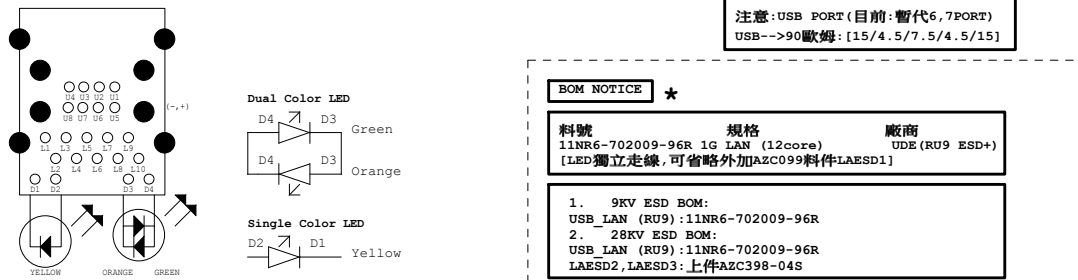 注意:USB PORT(目前:暫代6,7PORT)
USB-->90歐姆:[15/4.5/7.5/4.5/15]
BOM NOTICE *
料號 規格 廠商
11NR6-702009-96R 1G LAN (12core) UDE(RU9 ESD+)
[LED獨立走線,可省略外加AZC099料件LAESD1]
1. 9KV ESD BOM:
USB_LAN (RU9):11NR6-702009-96R
2. 28KV ESD BOM:
USB_LAN (RU9):11NR6-702009-96R
LAESD2,LAESD3:上件AZC398-04S
U4 U3 U2 U1
U8 U7 U6 U5
(-,+)
L1 L3 L5 L7 L9
L2 L4 L6 L8 L10
D1 D2 D3 D4
YELLOW ORANGE GREEN
Dual Color LED
D4 D3 Green
D4 D3 Orange
Single Color LED
D2 D1 Yellow